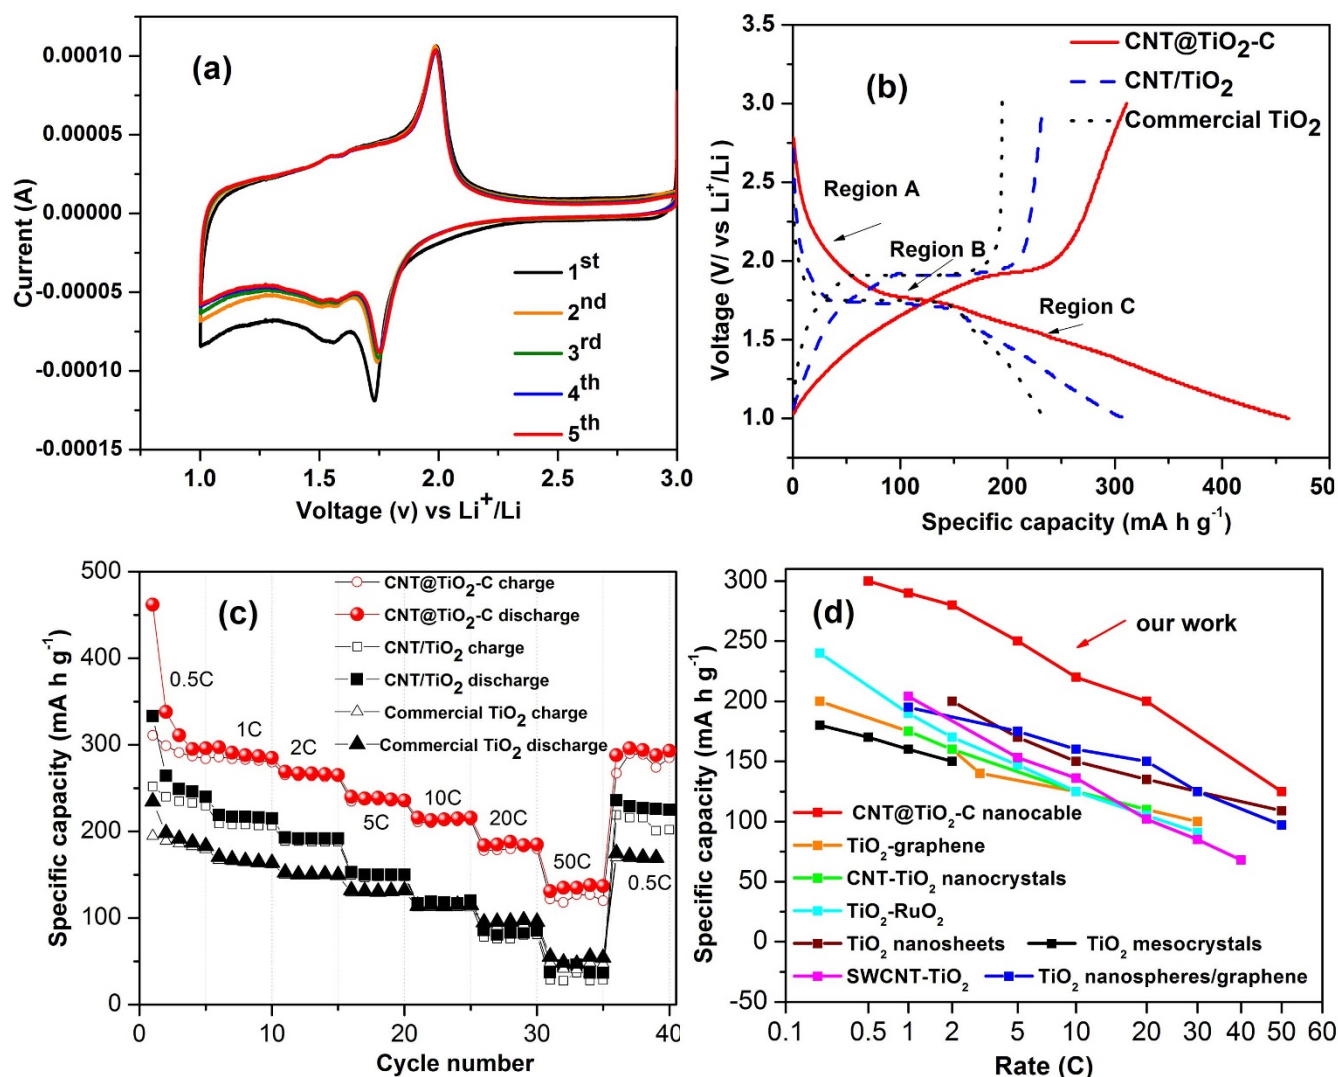 (a)
0.00010
0.00005
0.00000
-0.00005
-0.00010
-0.00015
Current (A)
1st
2nd
3rd
4th
5th
1.0 1.5 2.0 2.5 3.0
Voltage (v) vs Li+/Li
(b)
CNT@TiO2-C
CNT/TiO2
Commercial TiO2
3.5
3.0
2.5
2.0
1.5
1.0
Voltage (V/ vs Li+/Li )
Region A
Region B
Region C
0 100 200 300 400 50
Specific capacity (mA h g-1)
(c)
500
400
300
200
100
0
Specific capacity (mA h g-1)
CNT@TiO2-C charge
CNT@TiO2-C discharge
CNT/TiO2 charge
CNT/TiO2 discharge
Commercial TiO2 charge
Commercial TiO2 discharge
0.5C
1C
2C
5C
10C
20C
50C
0.5C
0 10 20 30 40
Cycle number
(d)
our work
300
250
200
150
100
50
0
-50
Specific capacity (mA h g-1)
CNT@TiO2-C nanocable
TiO2-graphene
CNT-TiO2 nanocrystals
TiO2-RuO2
TiO2 nanosheets TiO2 mesocrystals
SWCNT-TiO2 TiO2 nanospheres/graphene
0.1 0.5 1 2 5 10 20 30 40 50 60
Rate (C)